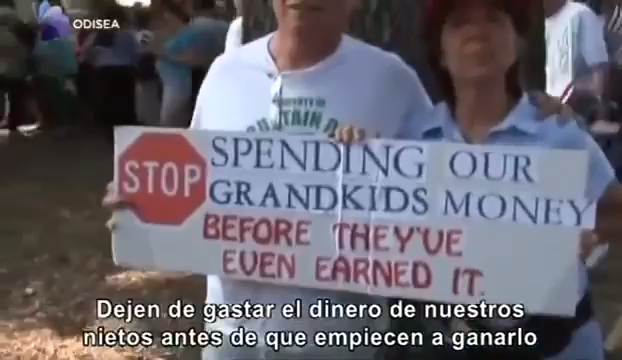 ODISEA
STOP
SPENDING OUR
GRANDKIDS MONEY
BEFORE THEY'VE
EVEN EARNED IT.
Dejen de gastar el dinero de nuestros
nietos antes de que empiecen a ganarlo